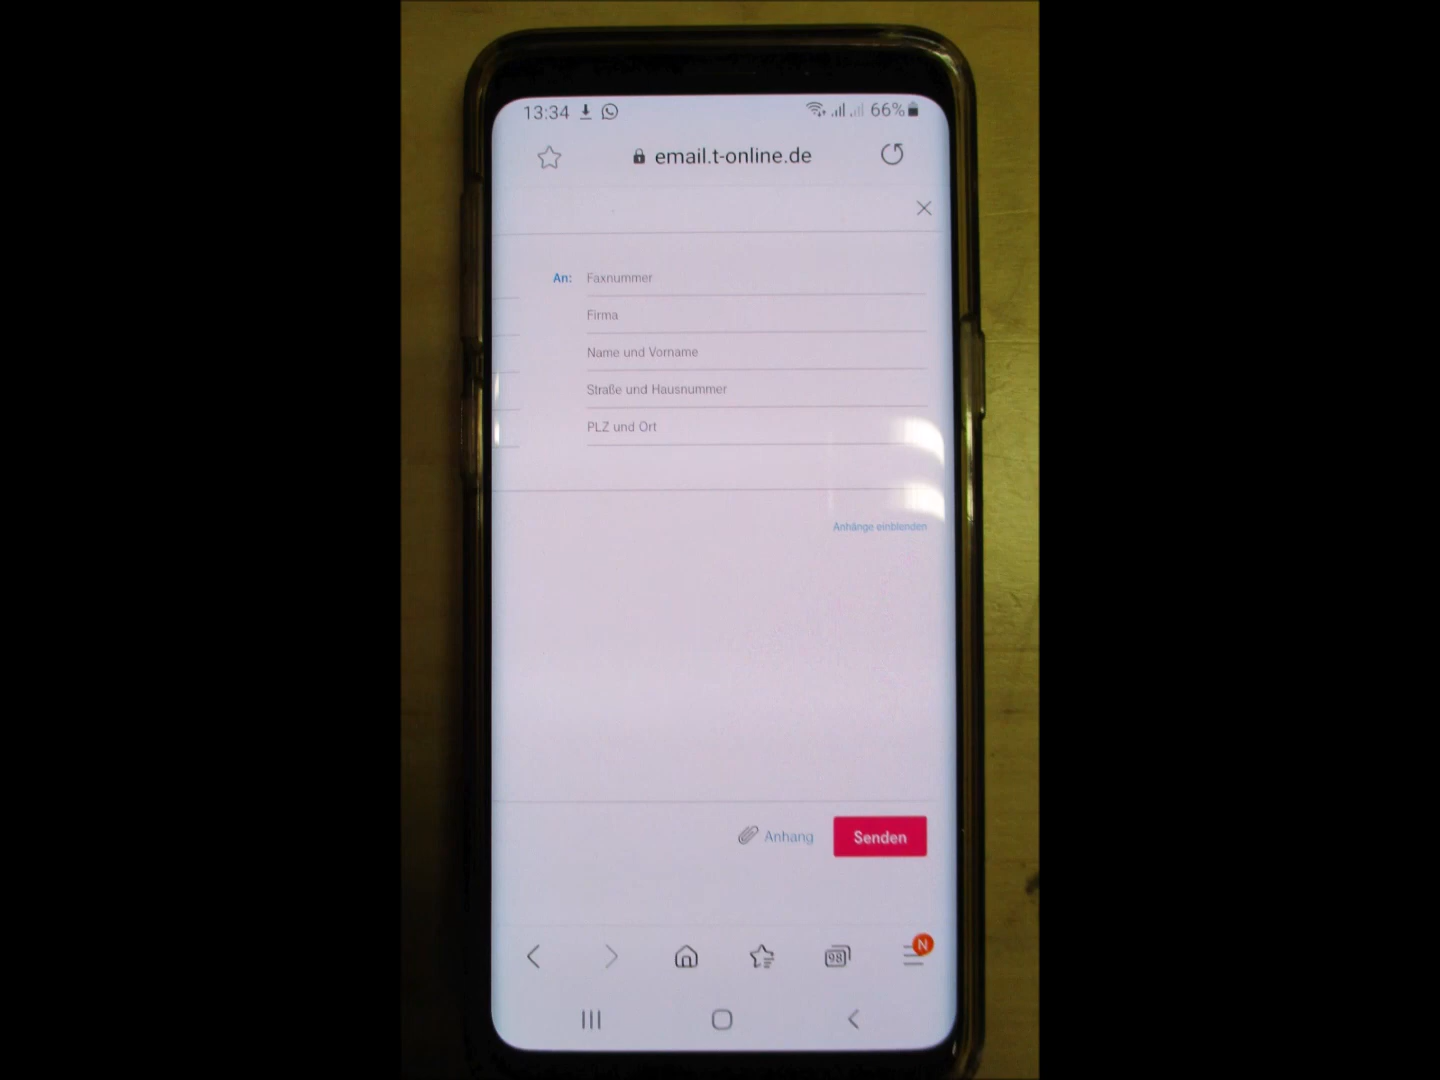 13:34 66%
email.t-online.de
An: Faxnummer
Firma
Name und Vorname
Straße und Hausnummer
PLZ und Ort
Anhänge einblenden
Anhang Senden
98 N